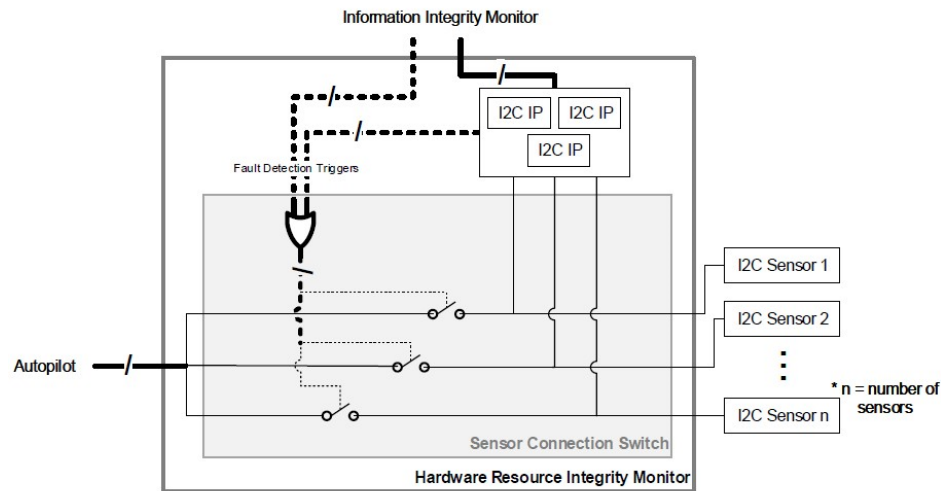 Information Integrity Monitor
I2C IP
I2C IP
I2C IP
Fault Detection Triggers
I2C Sensor 1
I2C Sensor 2
Autopilot
* n = number of
sensors
I2C Sensor n
Sensor Connection Switch
Hardware Resource Integrity Monitor